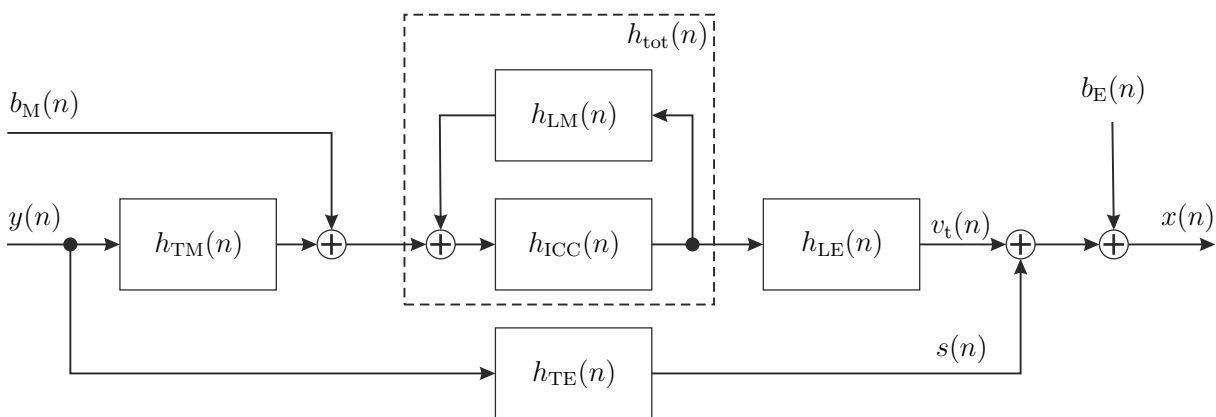 h_tot(n)
b_M(n)
h_LM(n)
b_E(n)
y(n)
h_TM(n)
h_ICC(n)
h_LE(n)
v_t(n)
x(n)
h_TE(n)
s(n)